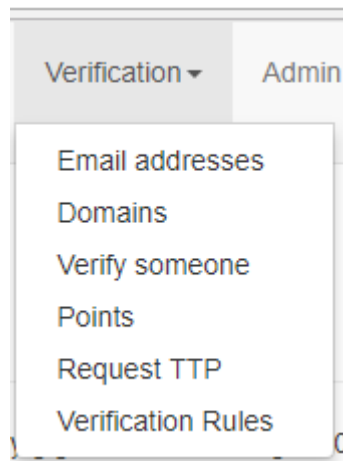 Verification Admin
Email addresses
Domains
Verify someone
Points
Request TTP
Verification Rules